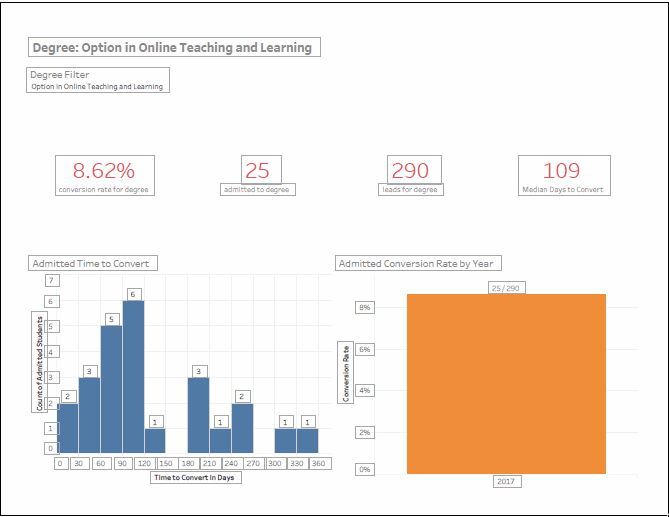 Degree: Option in Online Teaching and Learning
Degree Filter
Option in Online Teaching and Learning
8.62%
conversion rate for degree
25
admitted to degree
290
leads for degree
109
Median Days to Convert
Admitted Time to Convert
7
6
5
4
3
2
1
0
Count of Admitted Students
2
3
5
6
1
3
1
2
1
1
0 30 60 90 120 150 180 210 240 270 300 330 360
Time to Convert in Days
Admitted Conversion Rate by Year
25 / 290
8%
6%
4%
2%
0%
Conversion Rate
2017